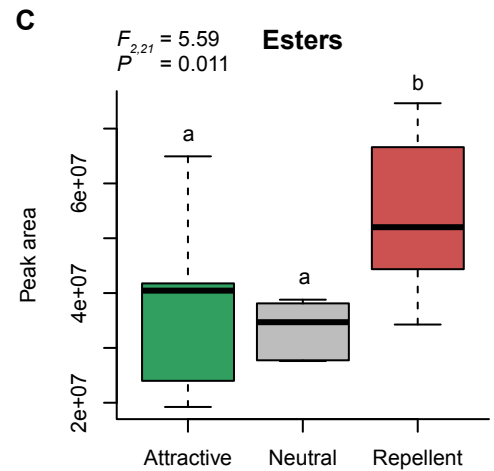 C
F2,21 = 5.59
P = 0.011
Esters
b
a
a
Peak area
6e+07
4e+07
2e+07
Attractive Neutral Repellent